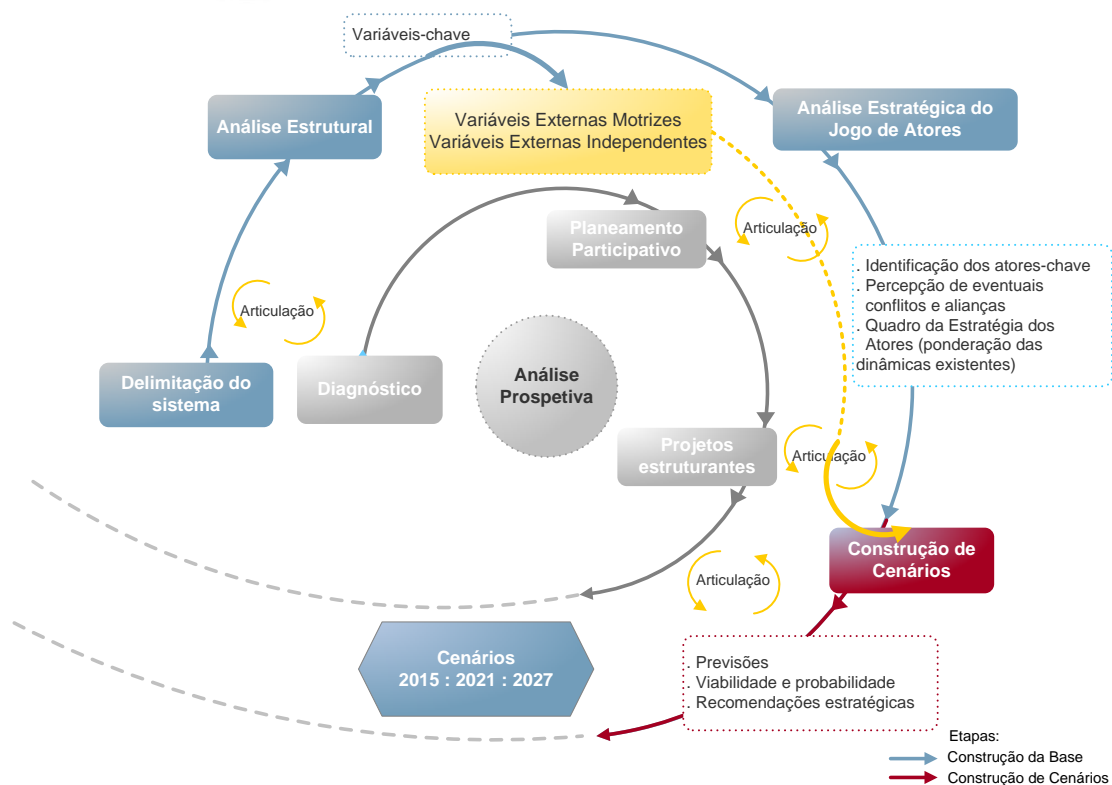 Variáveis-chave
Análise Estrutural
Variáveis Externas Motrizes
Variáveis Externas Independentes
Análise Estratégica do
Jogo de Atores
Planeamento
Participativo
Articulação
. Identificação dos atores-chave
. Percepção de eventuais
conflitos e alianças
. Quadro da Estratégia dos
Atores (ponderação das
dinâmicas existentes)
Articulação
Delimitação do
sistema
Diagnóstico
Análise
Prospetiva
Projetos
estruturantes
Articulação
Construção de
Cenários
Articulação
Cenários
2015 : 2021 : 2027
. Previsões
. Viabilidade e probabilidade
. Recomendações estratégicas
Etapas:
Construção da Base
Construção de Cenários